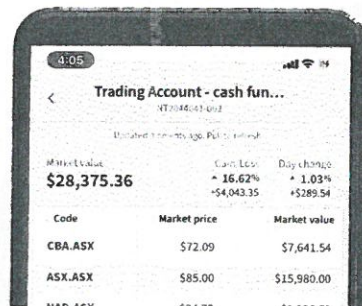 4:05
Trading Account - cash fun...
Market value Day change
$28,375.36 16.62% 1.03%
+$4,043.35 +$289.54
Code Market price Market value
CBA.ASX $72.09 $7,641.54
ASX.ASX $85.00 $15,980.00